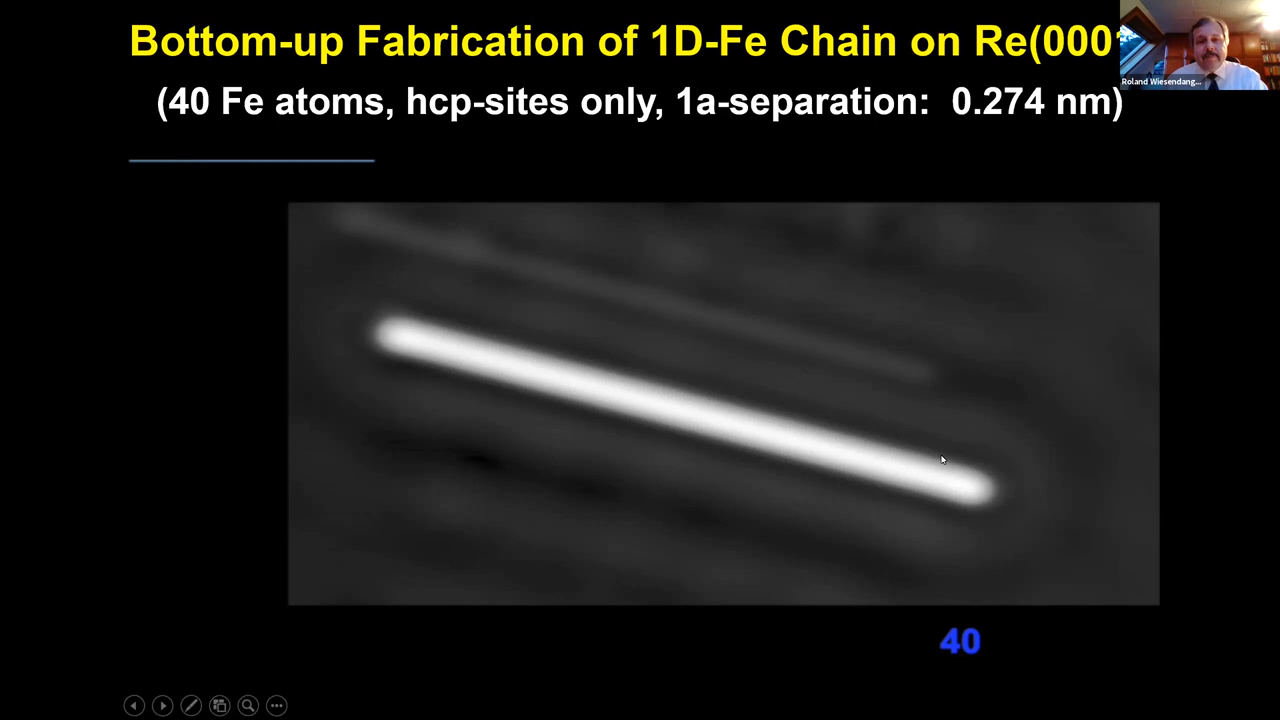 Bottom-up Fabrication of 1D-Fe Chain on Re(000
(40 Fe atoms, hcp-sites only, 1a-separation: 0.274 nm)
Roland Wiesendang...
40